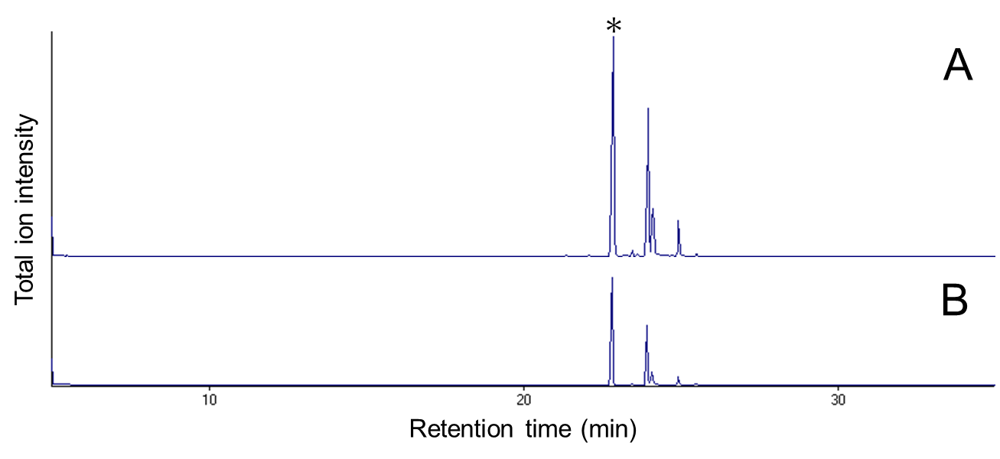 *
A
Total ion intensity
B
10 20 30
Retention time (min)